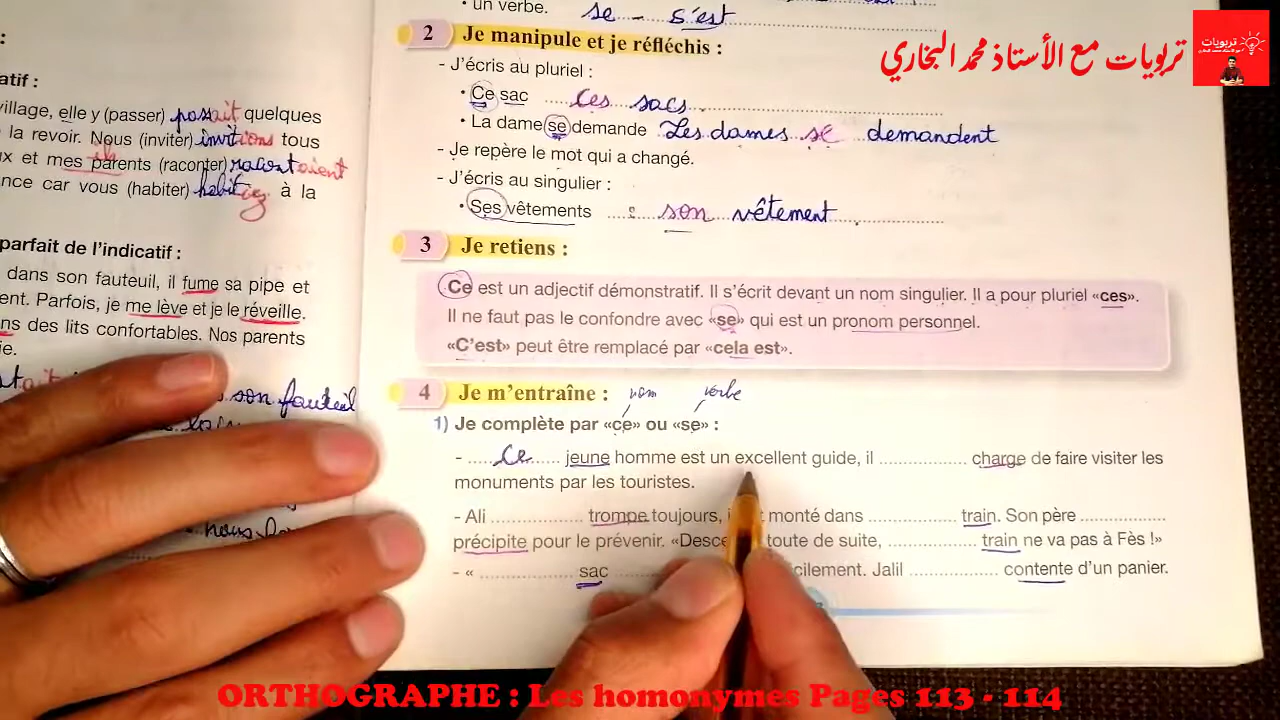 تربويات مع الأستاذ محمد البخاري
تربويات
:
atif :
village, elle y (passer) passait quelques
la revoir. Nous (inviter) invitions tous
x et mes parents (raconter) racontaient
nce car vous (habiter) habitiez à la
parfait de l'indicatif :
dans son fauteuil, il fume sa pipe et
ent. Parfois, je me lève et je le réveille.
ns des lits confortables. Nos parents
ie.
son fauteuil
• un verbe. se - s'est
2 Je manipule et je réfléchis :
- J'écris au pluriel :
• Ce sac ..... ces sacs .
• La dame se demande Les dames se demandent
- Je repère le mot qui a changé.
- J'écris au singulier :
• Ses vêtements ..... son vêtement .....
3 Je retiens :
Ce est un adjectif démonstratif. Il s'écrit devant un nom singulier. Il a pour pluriel «ces».
Il ne faut pas le confondre avec «se» qui est un pronom personnel.
«C'est» peut être remplacé par «cela est».
4 Je m'entraîne : nom verbe
1) Je complète par «ce» ou «se» :
- ..... Ce ..... jeune homme est un excellent guide, il ................ charge de faire visiter les
monuments par les touristes.
- Ali ................ trompe toujours, monté dans ................ train. Son père ................
précipite pour le prévenir. «Desce toute de suite, ................ train ne va pas à Fès !»
- « ................ sac ........ cilement. Jalil ................ contente d'un panier.
ORTHOGRAPHE : Les homonymes Pages 113 - 114